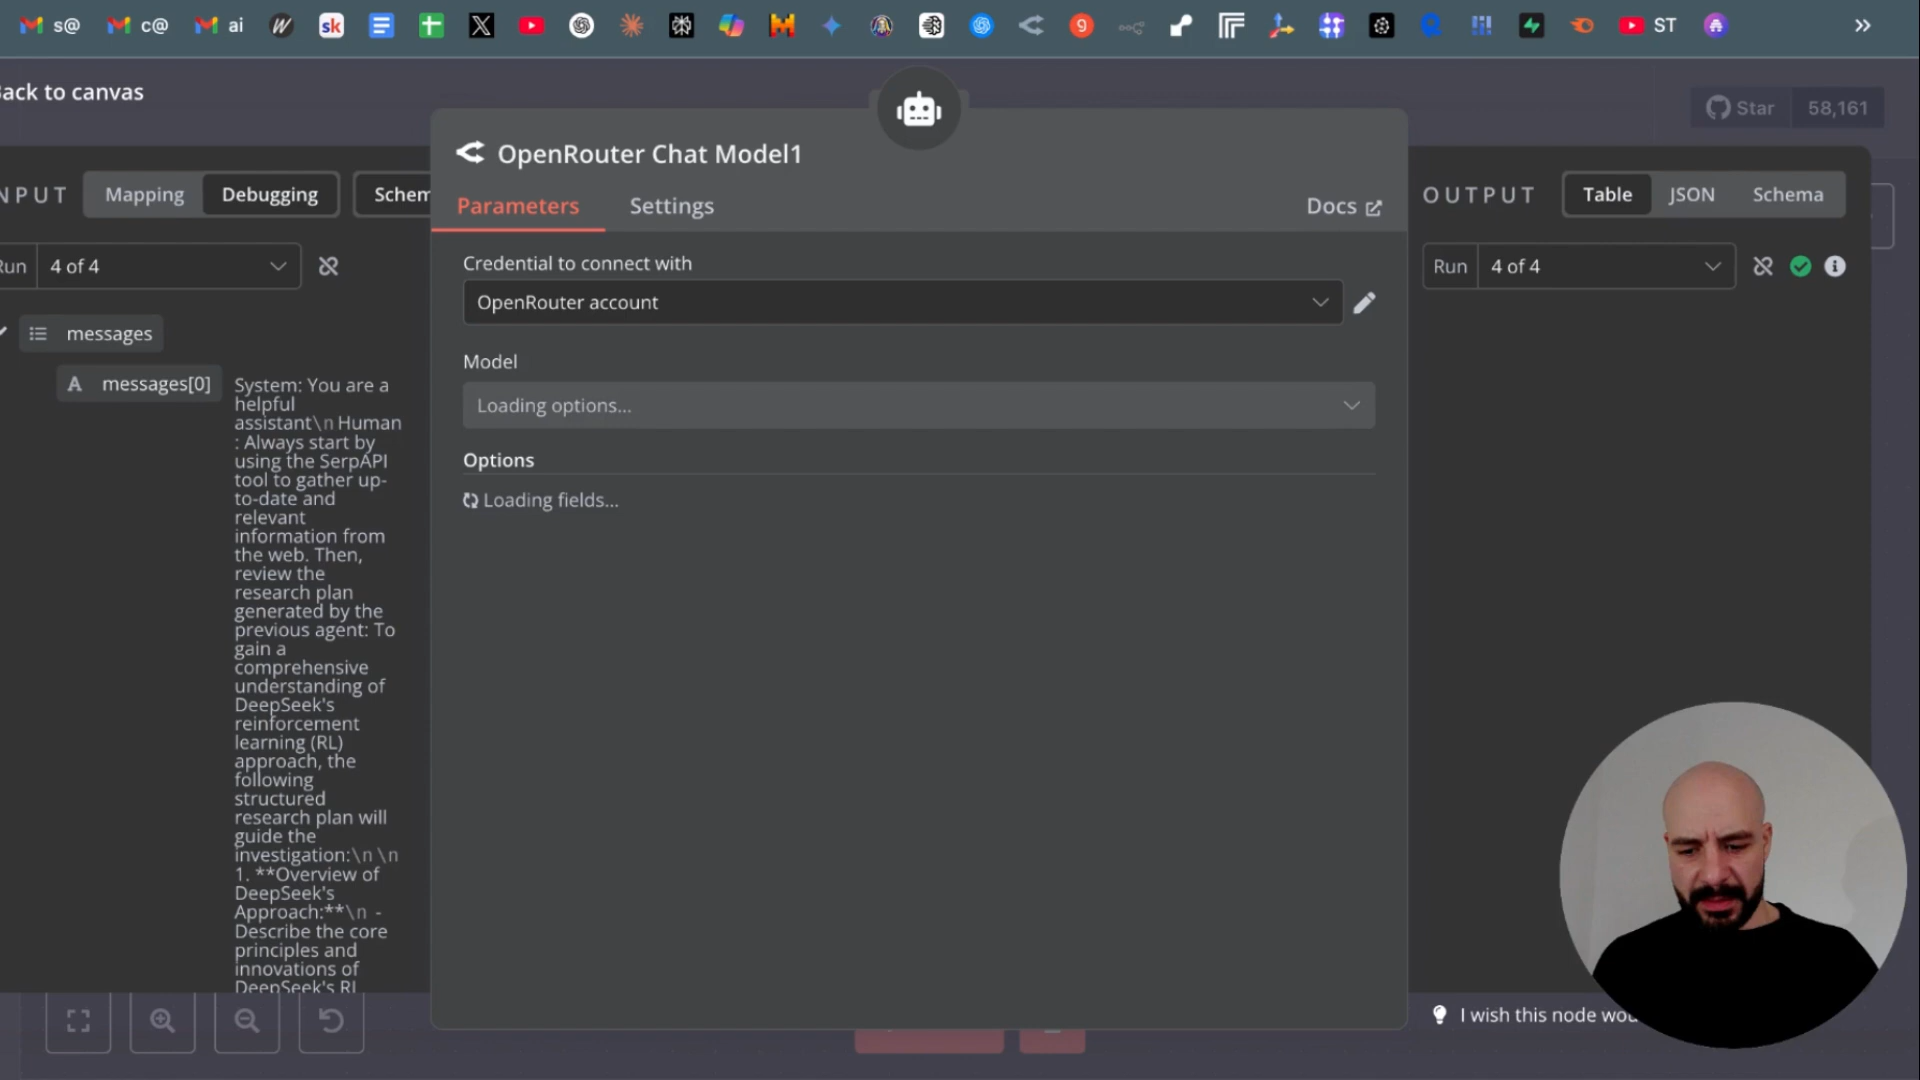 s@
c@
ai
sk
9
ST
»
ack to canvas
Star 58,161
OpenRouter Chat Model1
NPUT
Mapping
Debugging
Schem
Parameters
Settings
Docs
OUTPUT
Table
JSON
Schema
Run 4 of 4
Run 4 of 4
Credential to connect with
OpenRouter account
messages
Model
A messages[0]
System: You are a
helpful
assistant\n Human
: Always start by
using the SerpAPI
tool to gather up-
to-date and
relevant
information from
the web. Then,
review the
research plan
generated by the
previous agent: To
gain a
comprehensive
understanding of
DeepSeek's
reinforcement
learning (RL)
approach, the
following
structured
research plan will
guide the
investigation:\n\n
1. **Overview of
DeepSeek's
Approach:**\n -
Describe the core
principles and
innovations of
DeepSeek's RL
Loading options...
Options
Loading fields...
I wish this node wou